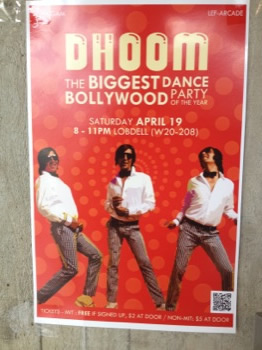 LEF-ARCADE
DHOOM
THE BIGGEST DANCE
BOLLYWOOD PARTY
OF THE YEAR
SATURDAY APRIL 19
8 - 11PM LOBDELL (W20-208)
TICKETS - MIT: FREE IF SIGNED UP, $2 AT DOOR / NON-MIT: $5 AT DOOR